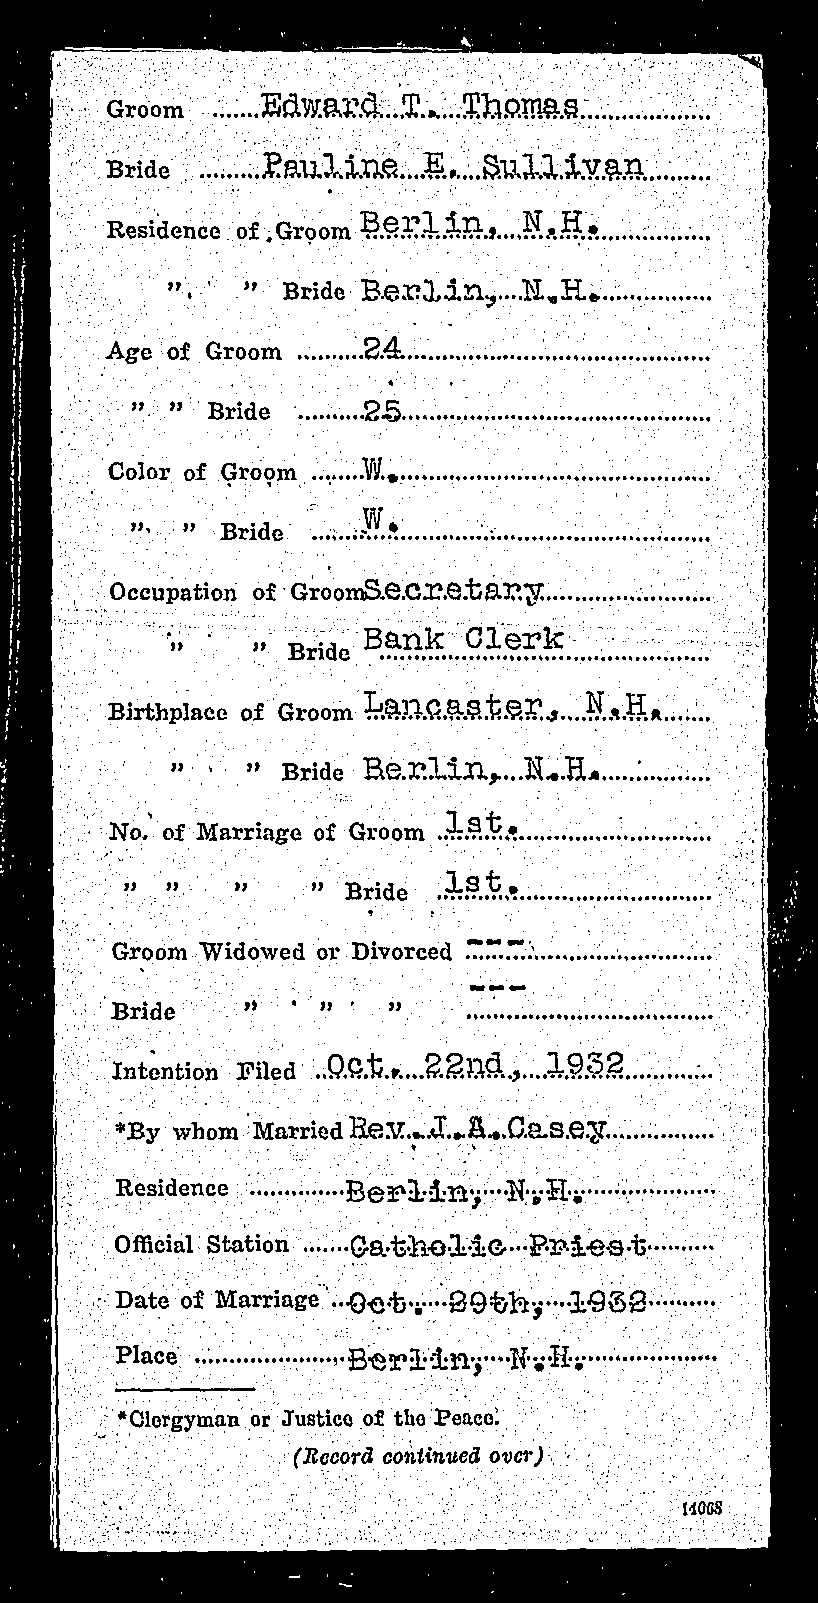 Groom Edward T. Thomas
Bride Pauline E. Sullivan
Residence of Groom Berlin, N.H.
" " Bride Berlin, N.H.
Age of Groom 24
" " Bride 25
Color of Groom W.
" " Bride W.
Occupation of Groom Secretary
" " Bride Bank Clerk
Birthplace of Groom Lancaster, N.H.
" " Bride Berlin, N.H.
No. of Marriage of Groom 1st.
" " " " Bride 1st.
Groom Widowed or Divorced ---
Bride " " " ---
Intention Filed Oct. 22nd, 1932
*By whom Married Rev. J. A. Casey
Residence Berlin, N.H.
Official Station Catholic Priest
Date of Marriage Oct. 29th, 1932
Place Berlin, N.H.
*Clergyman or Justice of the Peace.
(Record continued over)
14068